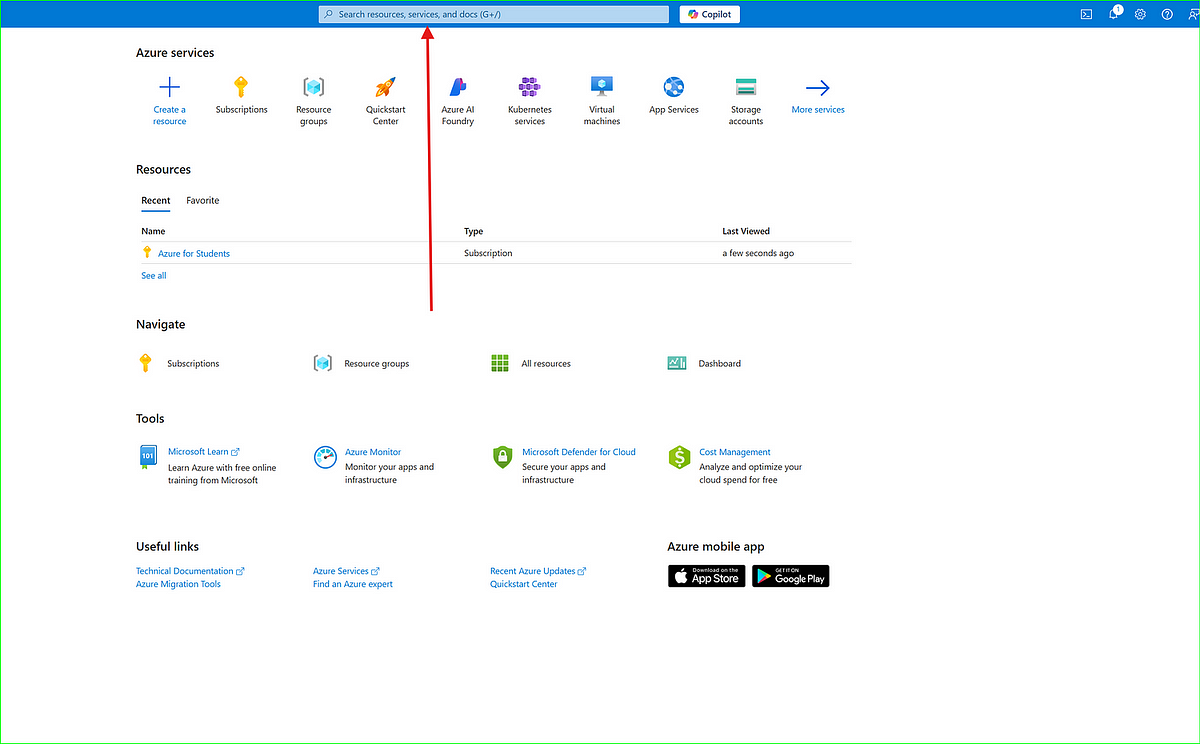 Search resources, services, and docs (G+/)
Copilot
1
Azure services
Create a
resource
Subscriptions
Resource
groups
Quickstart
Center
Azure AI
Foundry
Kubernetes
services
Virtual
machines
App Services
Storage
accounts
More services
Resources
Recent Favorite
Name Type Last Viewed
Azure for Students Subscription a few seconds ago
See all
Navigate
Subscriptions Resource groups All resources Dashboard
Tools
101
Microsoft Learn
Learn Azure with free online
training from Microsoft
Azure Monitor
Monitor your apps and
infrastructure
Microsoft Defender for Cloud
Secure your apps and
infrastructure
$
Cost Management
Analyze and optimize your
cloud spend for free
Useful links
Technical Documentation
Azure Migration Tools
Azure Services
Find an Azure expert
Recent Azure Updates
Quickstart Center
Azure mobile app
Download on the
App Store
GET IT ON
Google Play